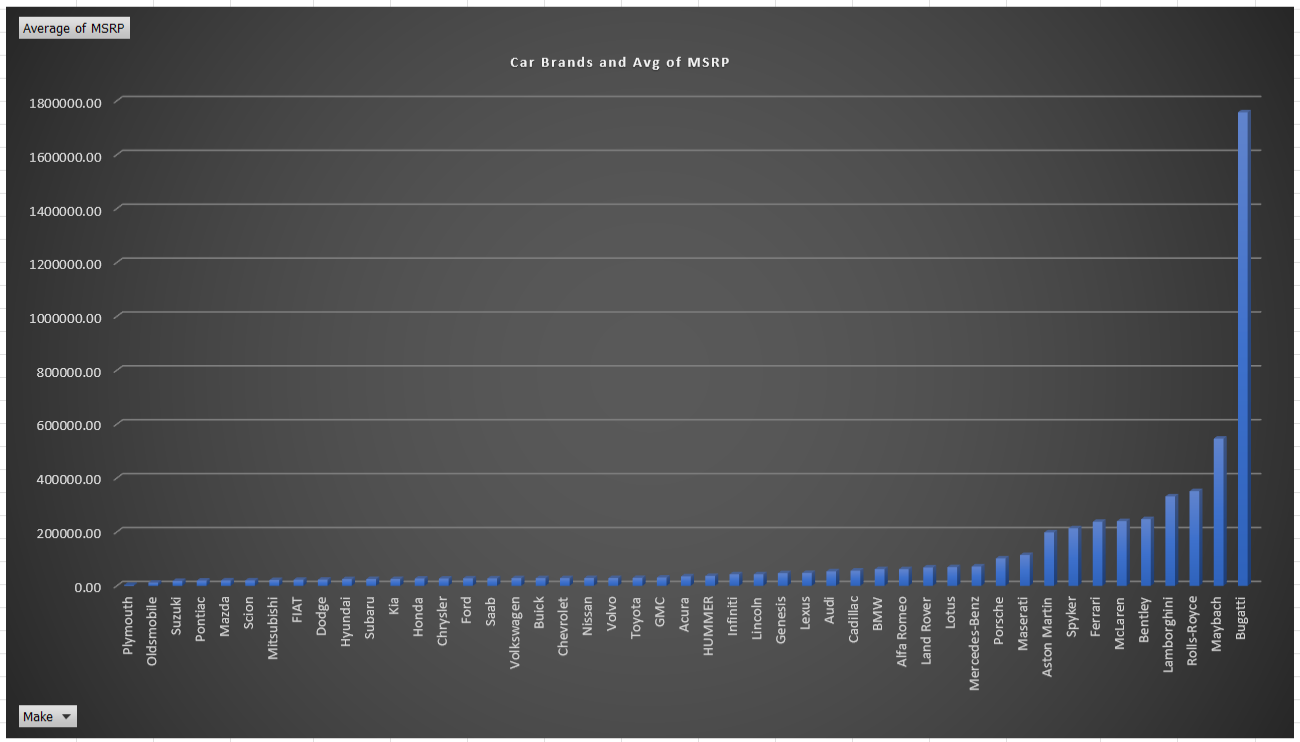 Average of MSRP
Car Brands and Avg of MSRP
1800000.00
1600000.00
1400000.00
1200000.00
1000000.00
800000.00
600000.00
400000.00
200000.00
0.00
Plymouth
Oldsmobile
Suzuki
Pontiac
Mazda
Scion
Mitsubishi
FIAT
Dodge
Hyundai
Subaru
Kia
Honda
Chrysler
Ford
Saab
Volkswagen
Buick
Chevrolet
Nissan
Volvo
Toyota
GMC
Acura
HUMMER
Infiniti
Lincoln
Genesis
Lexus
Audi
Cadillac
BMW
Alfa Romeo
Land Rover
Lotus
Mercedes-Benz
Porsche
Maserati
Aston Martin
Spyker
Ferrari
McLaren
Bentley
Lamborghini
Rolls-Royce
Maybach
Bugatti
Make